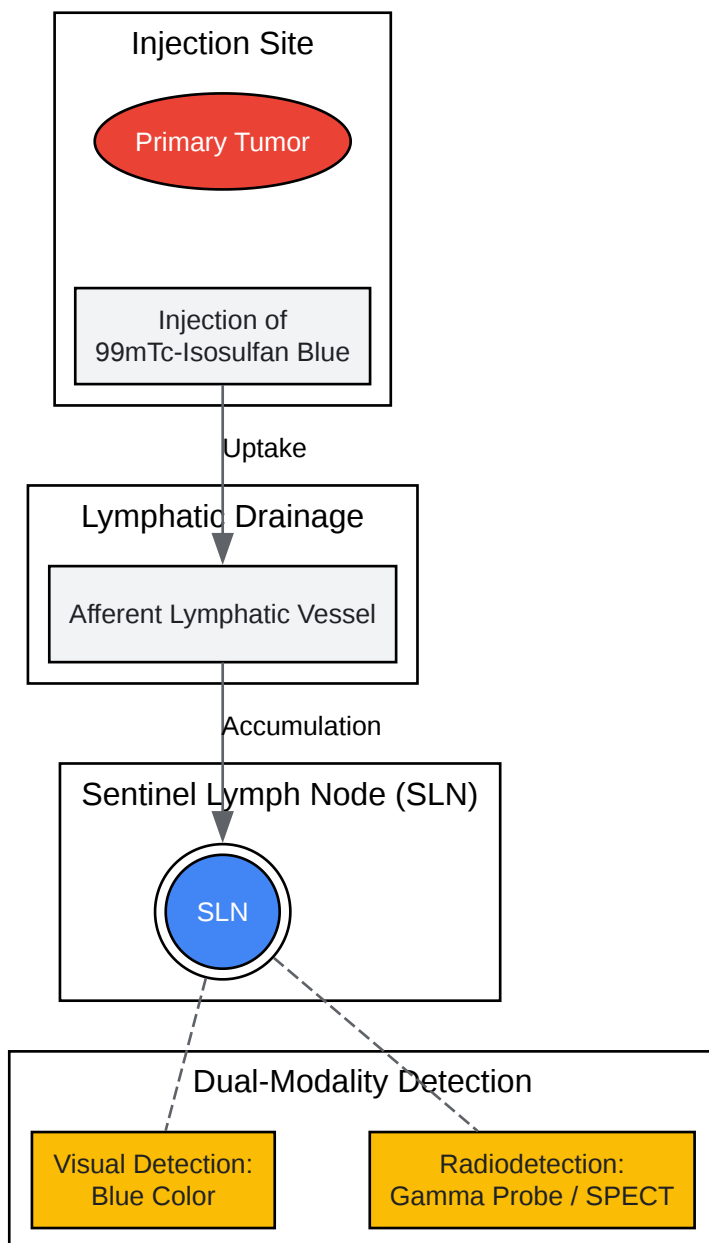 Injection Site
Primary Tumor
Injection of
99mTc-Isosulfan Blue
Uptake
Lymphatic Drainage
Afferent Lymphatic Vessel
Accumulation
Sentinel Lymph Node (SLN)
SLN
Dual-Modality Detection
Visual Detection:
Blue Color
Radiodetection:
Gamma Probe / SPECT